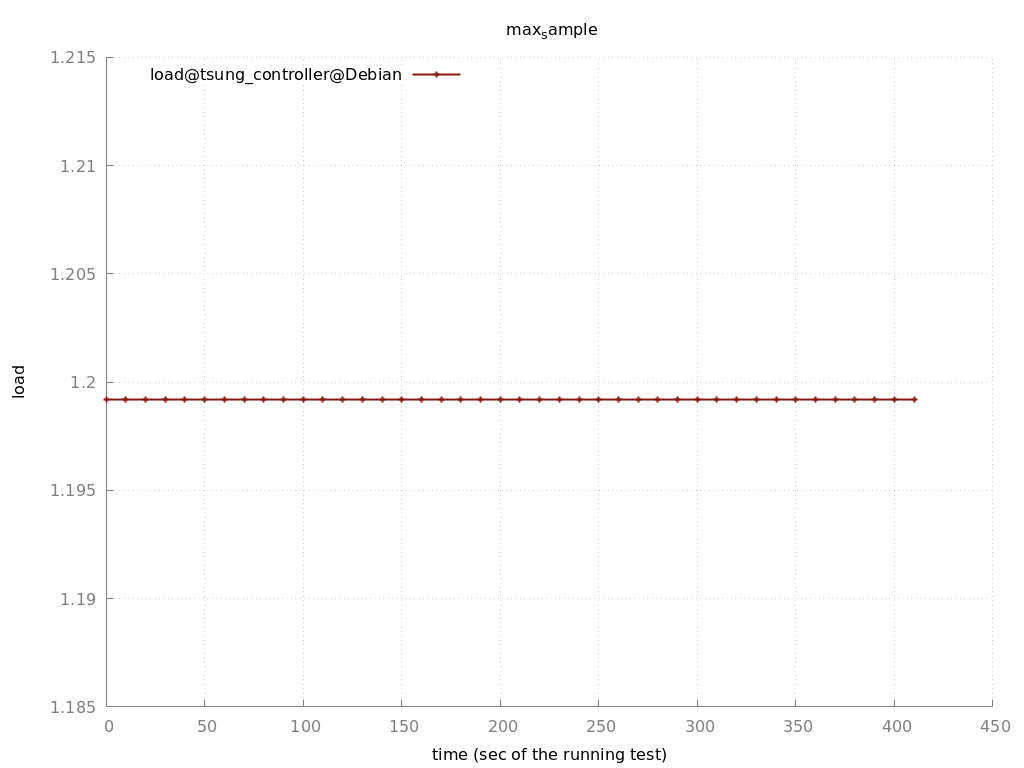 max_sample
load@tsung_controller@Debian
1.215
1.21
1.205
1.2
1.195
1.19
1.185
load
0 50 100 150 200 250 300 350 400 450
time (sec of the running test)